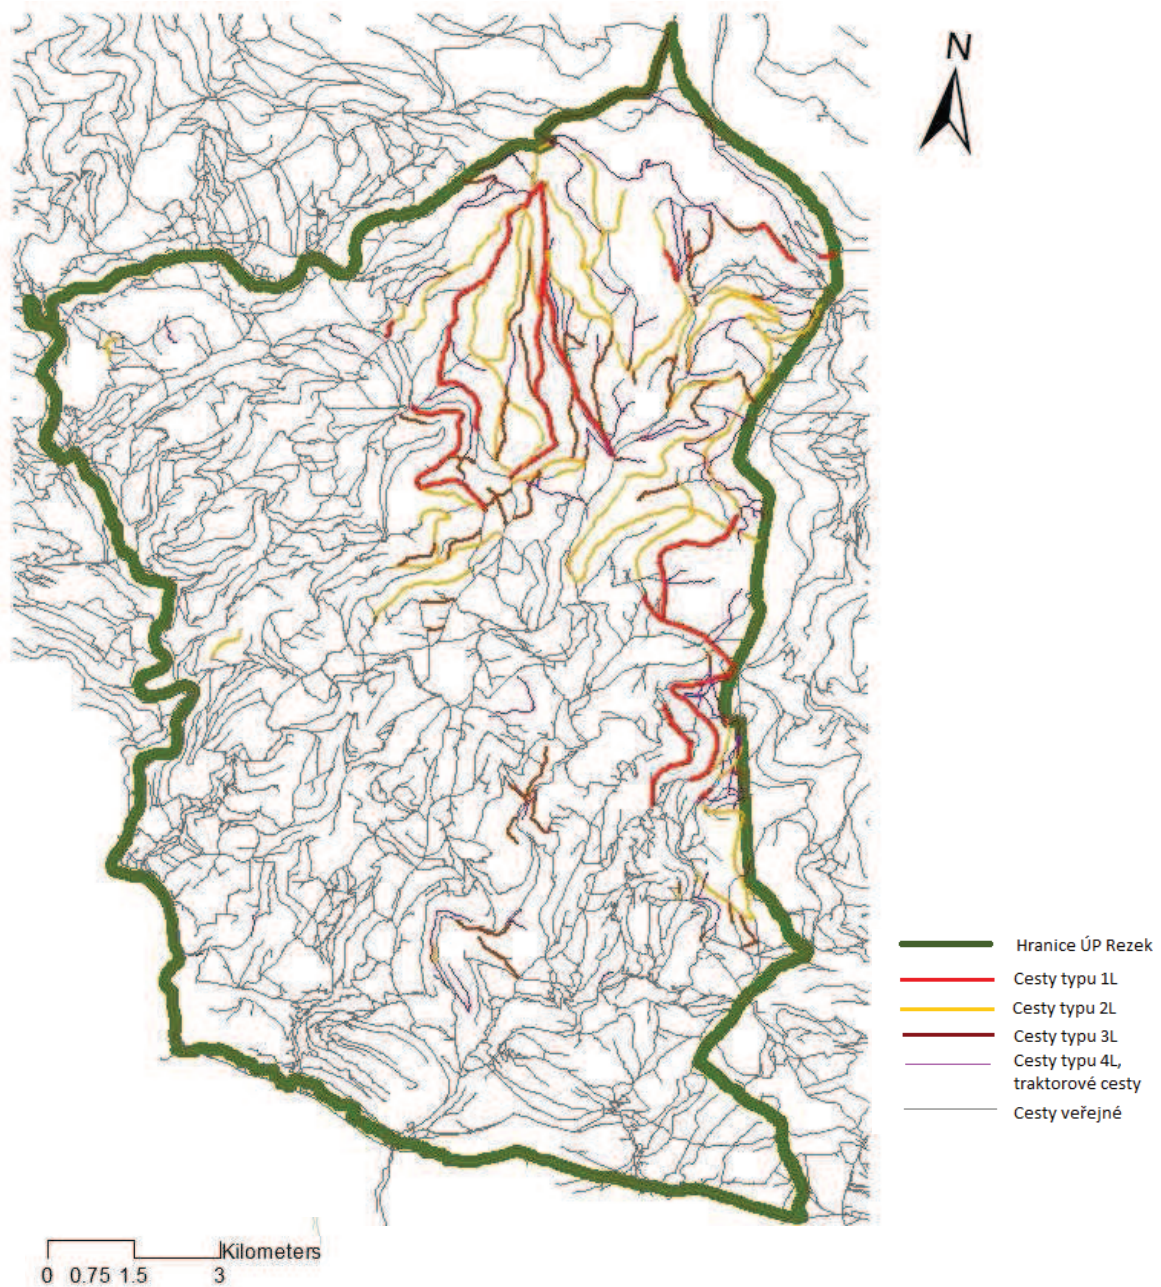 N
Hranice ÚP Rezek
Cesty typu 1L
Cesty typu 2L
Cesty typu 3L
Cesty typu 4L,
traktorové cesty
Cesty veřejné
Kilometers
0 0.75 1.5 3